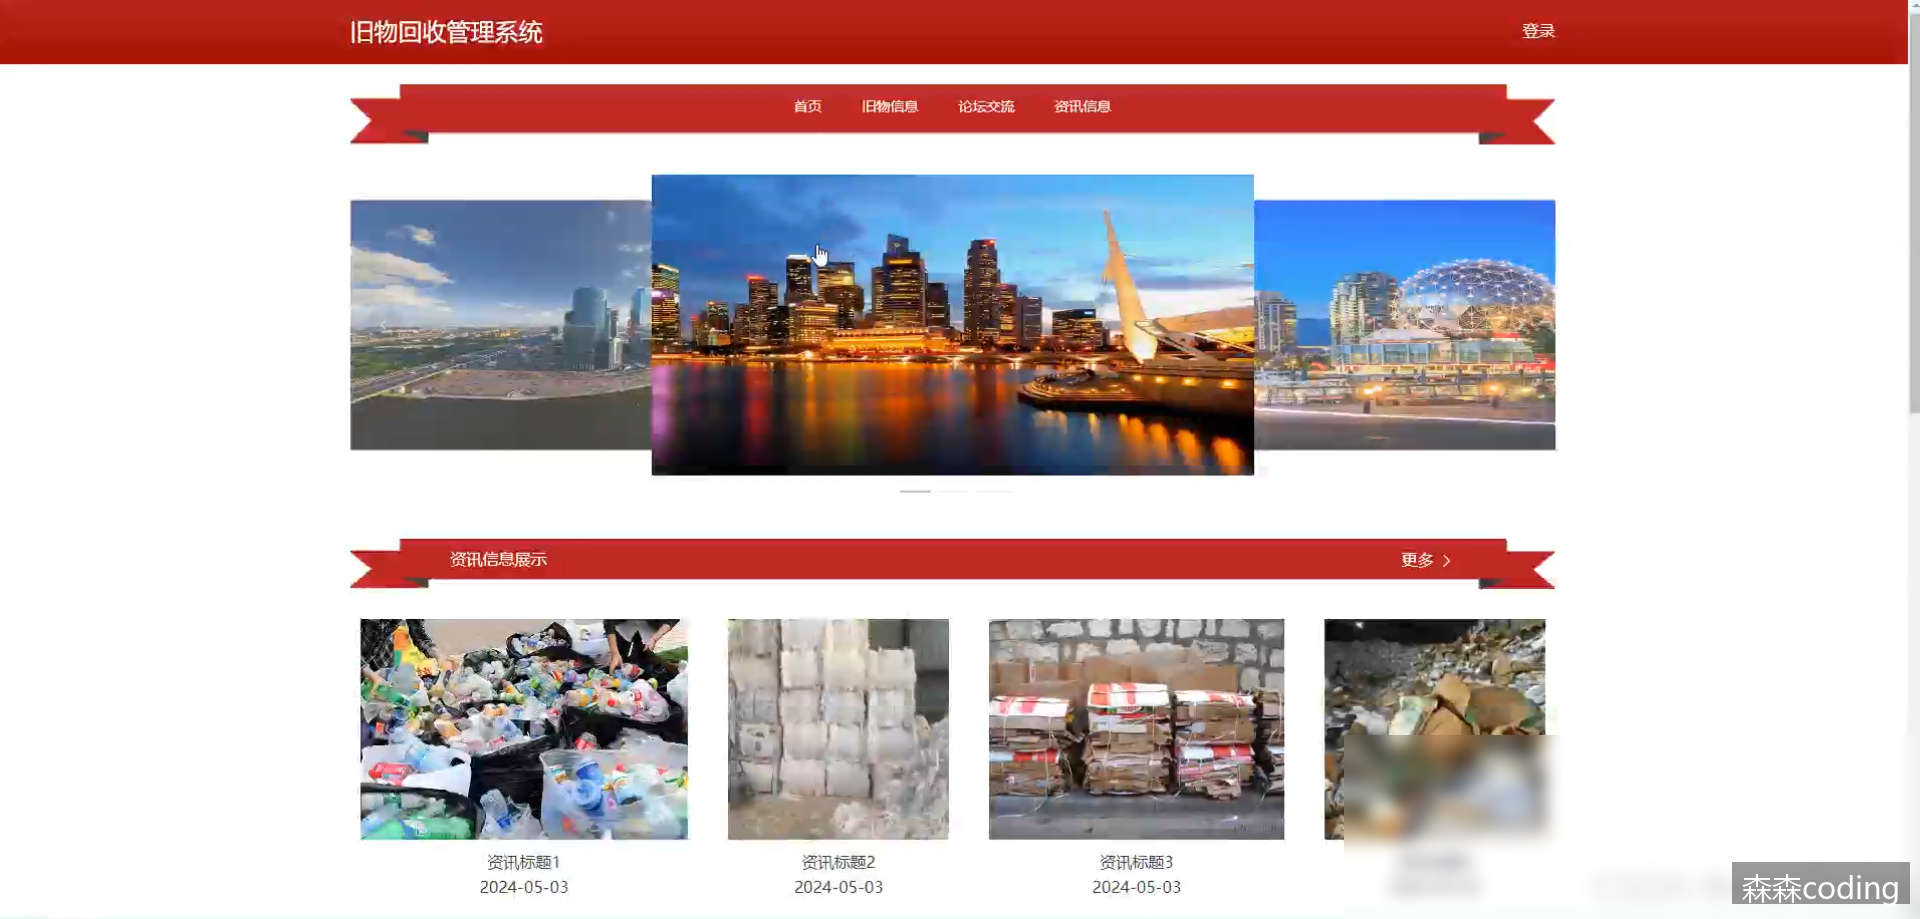 旧物回收管理系统
登录
首页 旧物信息 论坛交流 资讯信息
资讯信息展示
更多 >
资讯标题1
2024-05-03
资讯标题2
2024-05-03
资讯标题3
2024-05-03
森森coding